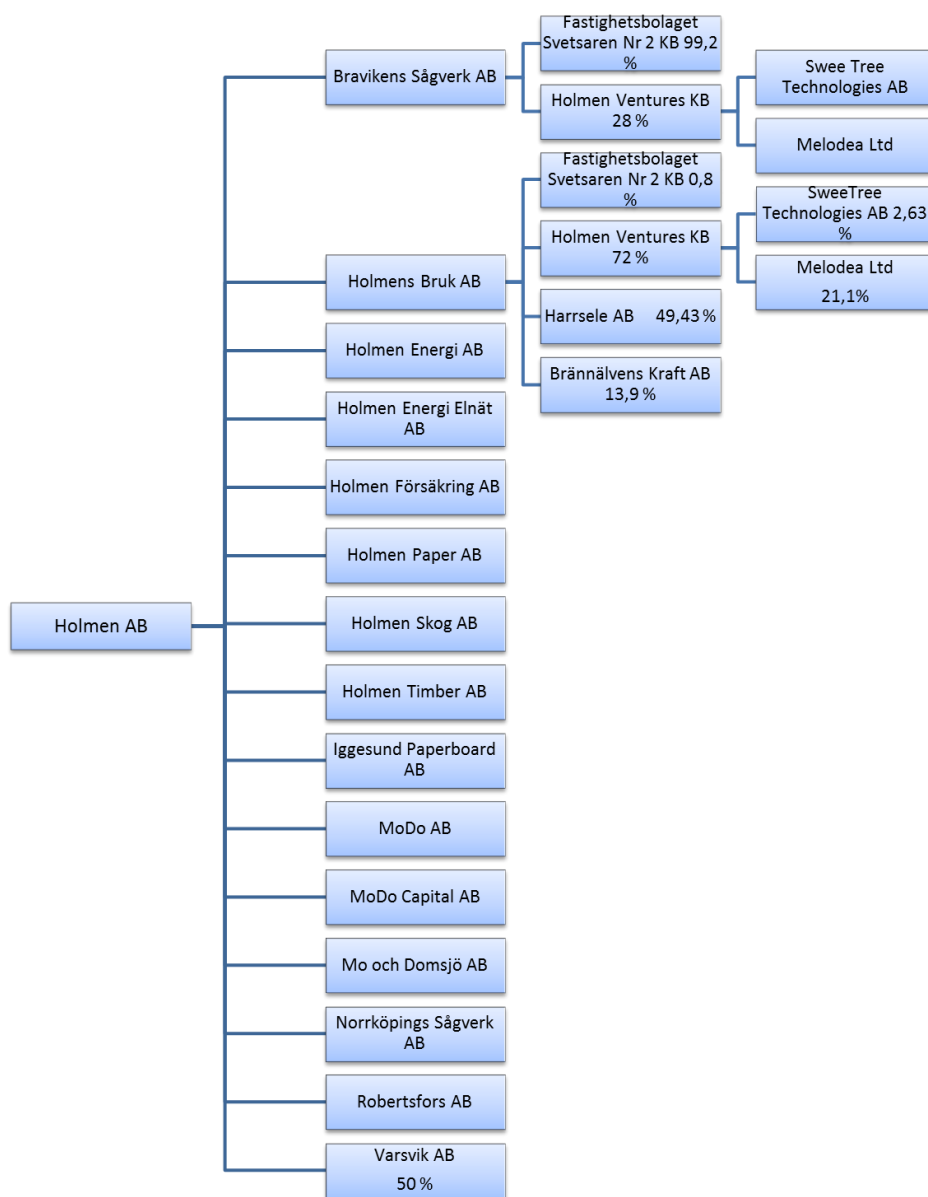 Fastighetsbolaget
Svetsaren Nr 2 KB 99,2
%
Bravikens Sågverk AB
Swee Tree
Technologies AB
Holmen Ventures KB
28 %
Melodea Ltd
Fastighetsbolaget
Svetsaren Nr 2 KB 0,8
%
SweeTree
Technologies AB 2,63
%
Holmen Ventures KB
72 %
Melodea Ltd
21,1%
Holmens Bruk AB
Harrsele AB 49,43 %
Holmen Energi AB
Brännälvens Kraft AB
13,9 %
Holmen Energi Elnät
AB
Holmen Försäkring AB
Holmen Paper AB
Holmen AB
Holmen Skog AB
Holmen Timber AB
Iggesund Paperboard
AB
MoDo AB
MoDo Capital AB
Mo och Domsjö AB
Norrköpings Sågverk
AB
Robertsfors AB
Varsvik AB
50 %